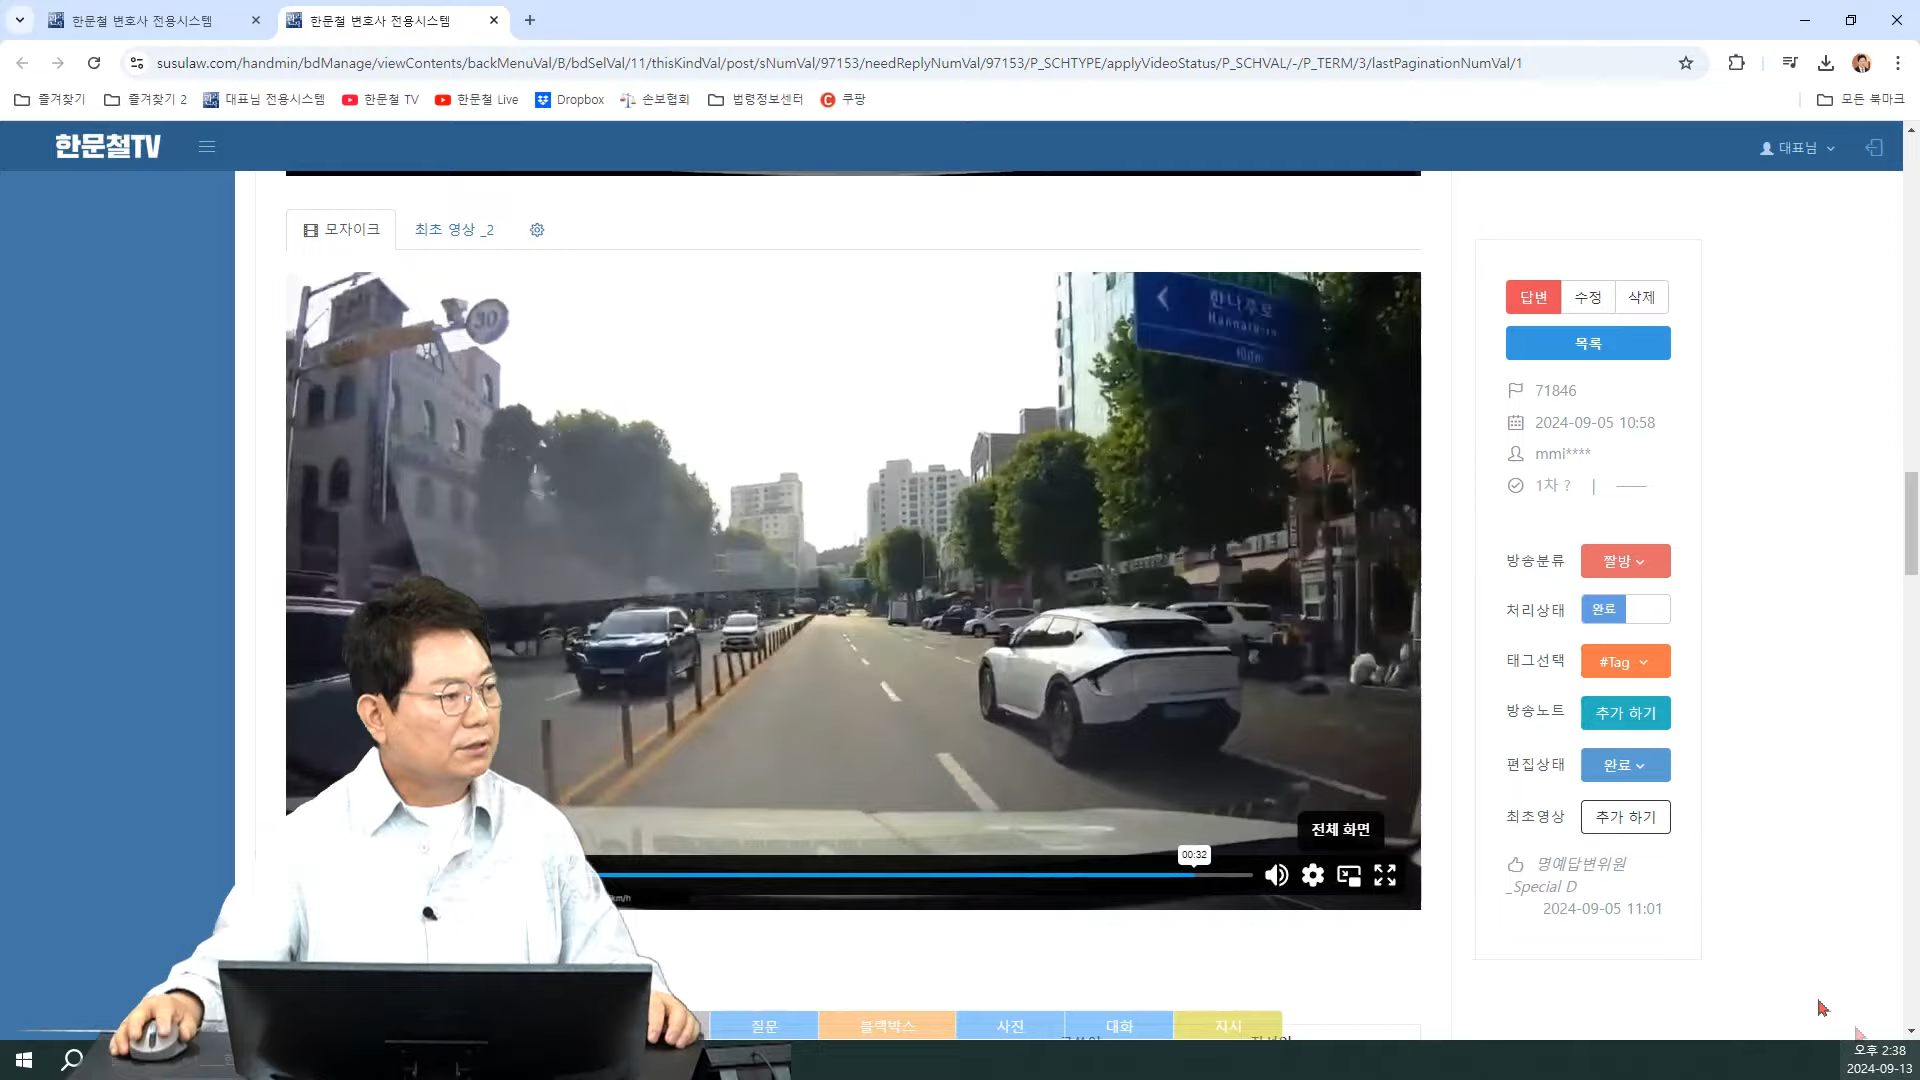 한문철 변호사 전용시스템
한문철 변호사 전용시스템
susulaw.com/handmin/bdManage/viewContents/backMenuVal/B/bdSelVal/11/thisKindVal/post/sNumVal/97153/needReplyNumVal/97153/P_SCHTYPE/applyVideoStatus/P_SCHVAL/-/P_TERM/3/lastPaginationNumVal/1
즐겨찾기
즐겨찾기 2
대표님 전용시스템
한문철 TV
한문철 Live
Dropbox
손보협회
법령정보센터
쿠팡
모든 북마크
한문철TV
대표님
모자이크
최초 영상 _2
30
한나루로
Hannaru-ro
100m
답변
수정
삭제
목록
71846
2024-09-05 10:58
mmi****
1차 ? |
방송분류
짤방
처리상태
완료
태그선택
#Tag
방송노트
추가 하기
편집상태
완료
최초영상
추가 하기
명예답변위원
_Special D
2024-09-05 11:01
전체 화면
00:32
km/h
질문
블랙박스
사진
대화
지시
오후 2:38
2024-09-13